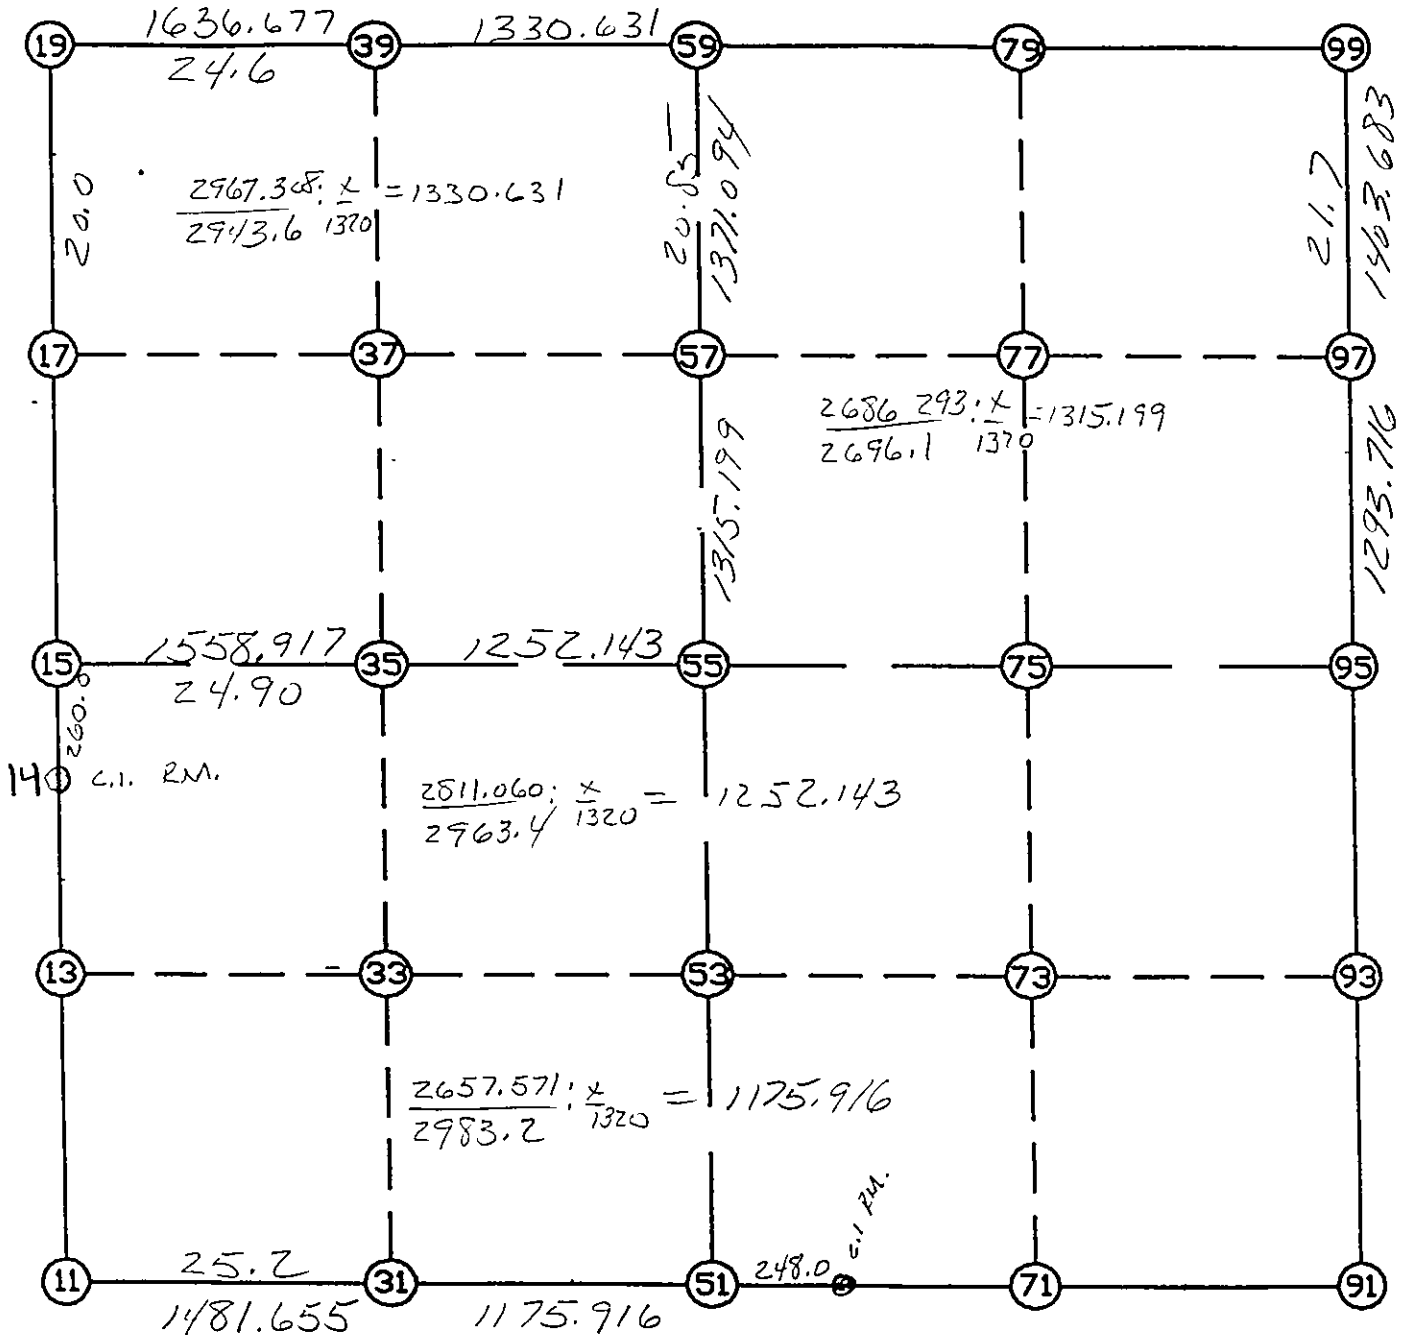 1636.677 1330.631
19 39 59 79 99
24.6
20.0
2967.308 : x = 1330.631
2943.6 1320
20.85
1371.094
21.7
1463.683
17 37 57 77 97
2686 293 : x = 1315.199
2696.1 1320
1315.199
1293.716
1558.917 1252.143
15 35 55 75 95
24.90
260.0
14 C.I. R.M.
2811.060 : x = 1252.143
2963.4 1320
13 33 53 73 93
2657.571 : x = 1175.916
2983.2 1320
C.I R.M.
25.2 248.0
11 31 51 71 91
1481.655 1175.916